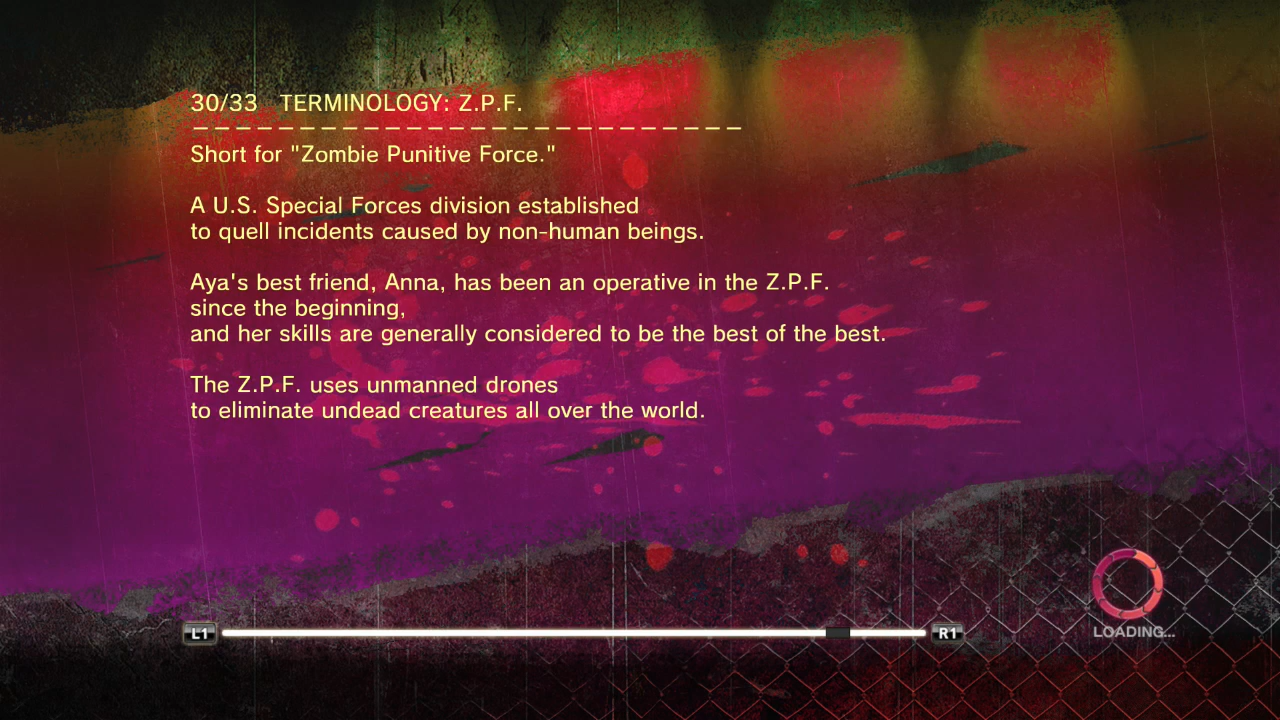 30/33 TERMINOLOGY: Z.P.F.
Short for "Zombie Punitive Force."
A U.S. Special Forces division established
to quell incidents caused by non-human beings.
Aya's best friend, Anna, has been an operative in the Z.P.F.
since the beginning,
and her skills are generally considered to be the best of the best.
The Z.P.F. uses unmanned drones
to eliminate undead creatures all over the world.
L1
R1
LOADING...